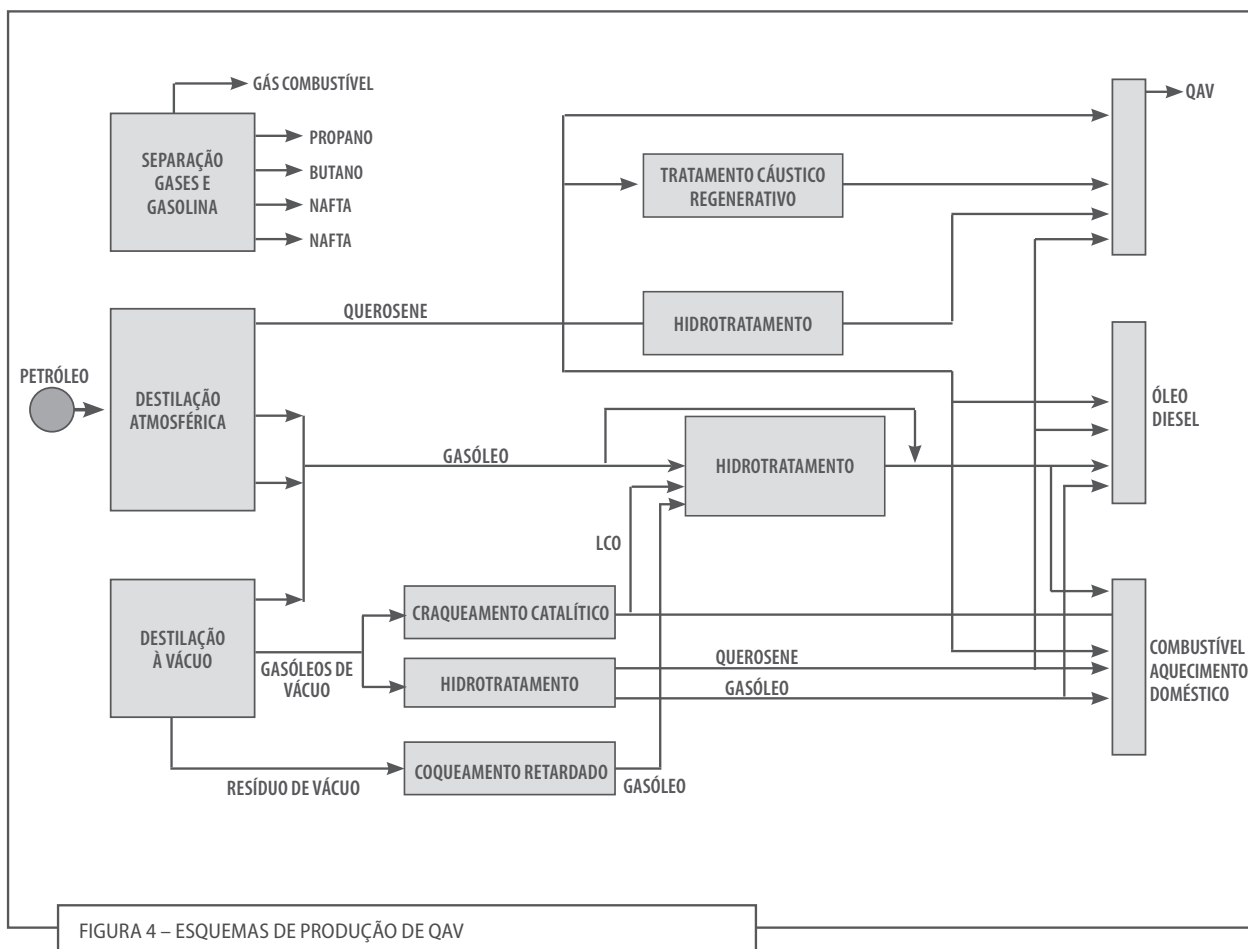 GÁS COMBUSTÍVEL
SEPARAÇÃO
GASES E
GASOLINA
PROPANO
BUTANO
NAFTA
NAFTA
TRATAMENTO CÁUSTICO
REGENERATIVO
QAV
QUEROSENE
HIDROTRATAMENTO
PETRÓLEO
DESTILAÇÃO
ATMOSFÉRICA
GASÓLEO
HIDROTRATAMENTO
ÓLEO
DIESEL
LCO
DESTILAÇÃO
À VÁCUO
GASÓLEOS DE
VÁCUO
CRAQUEAMENTO CATALÍTICO
HIDROTRATAMENTO
QUEROSENE
GASÓLEO
COMBUSTÍVEL
AQUECIMENTO
DOMÉSTICO
RESÍDUO DE VÁCUO
COQUEAMENTO RETARDADO
GASÓLEO
FIGURA 4 – ESQUEMAS DE PRODUÇÃO DE QAV